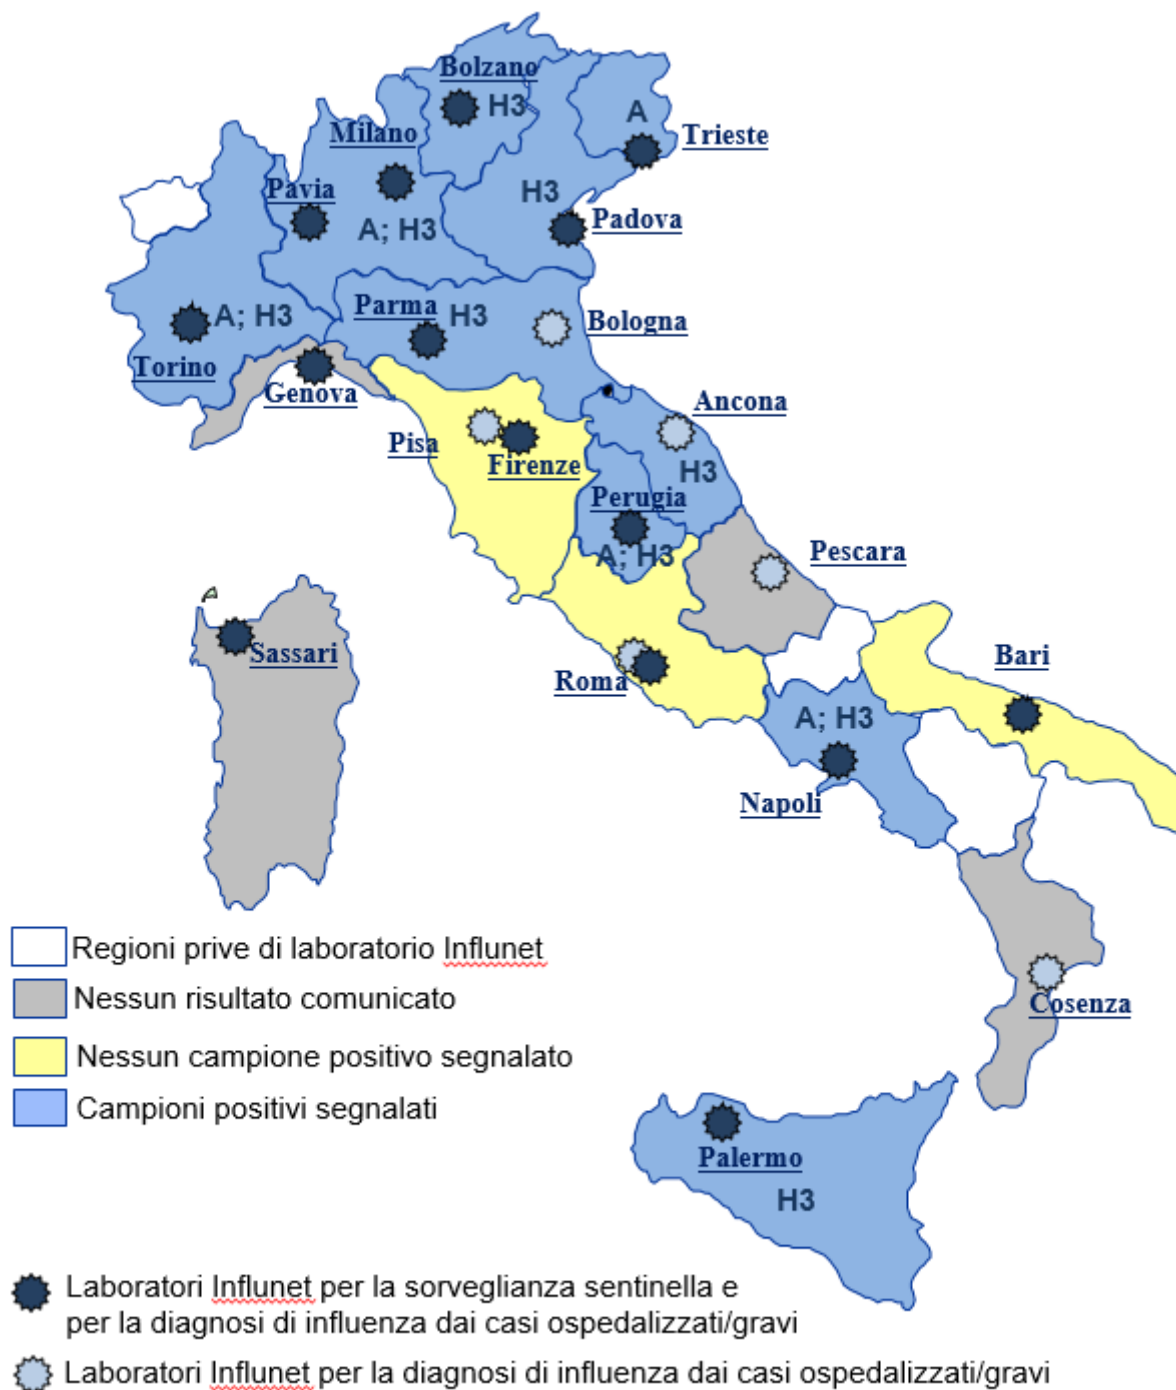 Bolzano
H3
A
Milano
Trieste
Pavia
H3
Padova
A; H3
Parma
H3
A; H3
Bologna
Torino
Genova
Ancona
Pisa
Firenze
H3
Perugia
A; H3
Pescara
Sassari
Roma
Bari
A; H3
Napoli
Regioni prive di laboratorio Influnet
Nessun risultato comunicato
Cosenza
Nessun campione positivo segnalato
Campioni positivi segnalati
Palermo
H3
Laboratori Influnet per la sorveglianza sentinella e
per la diagnosi di influenza dai casi ospedalizzati/gravi
Laboratori Influnet per la diagnosi di influenza dai casi ospedalizzati/gravi